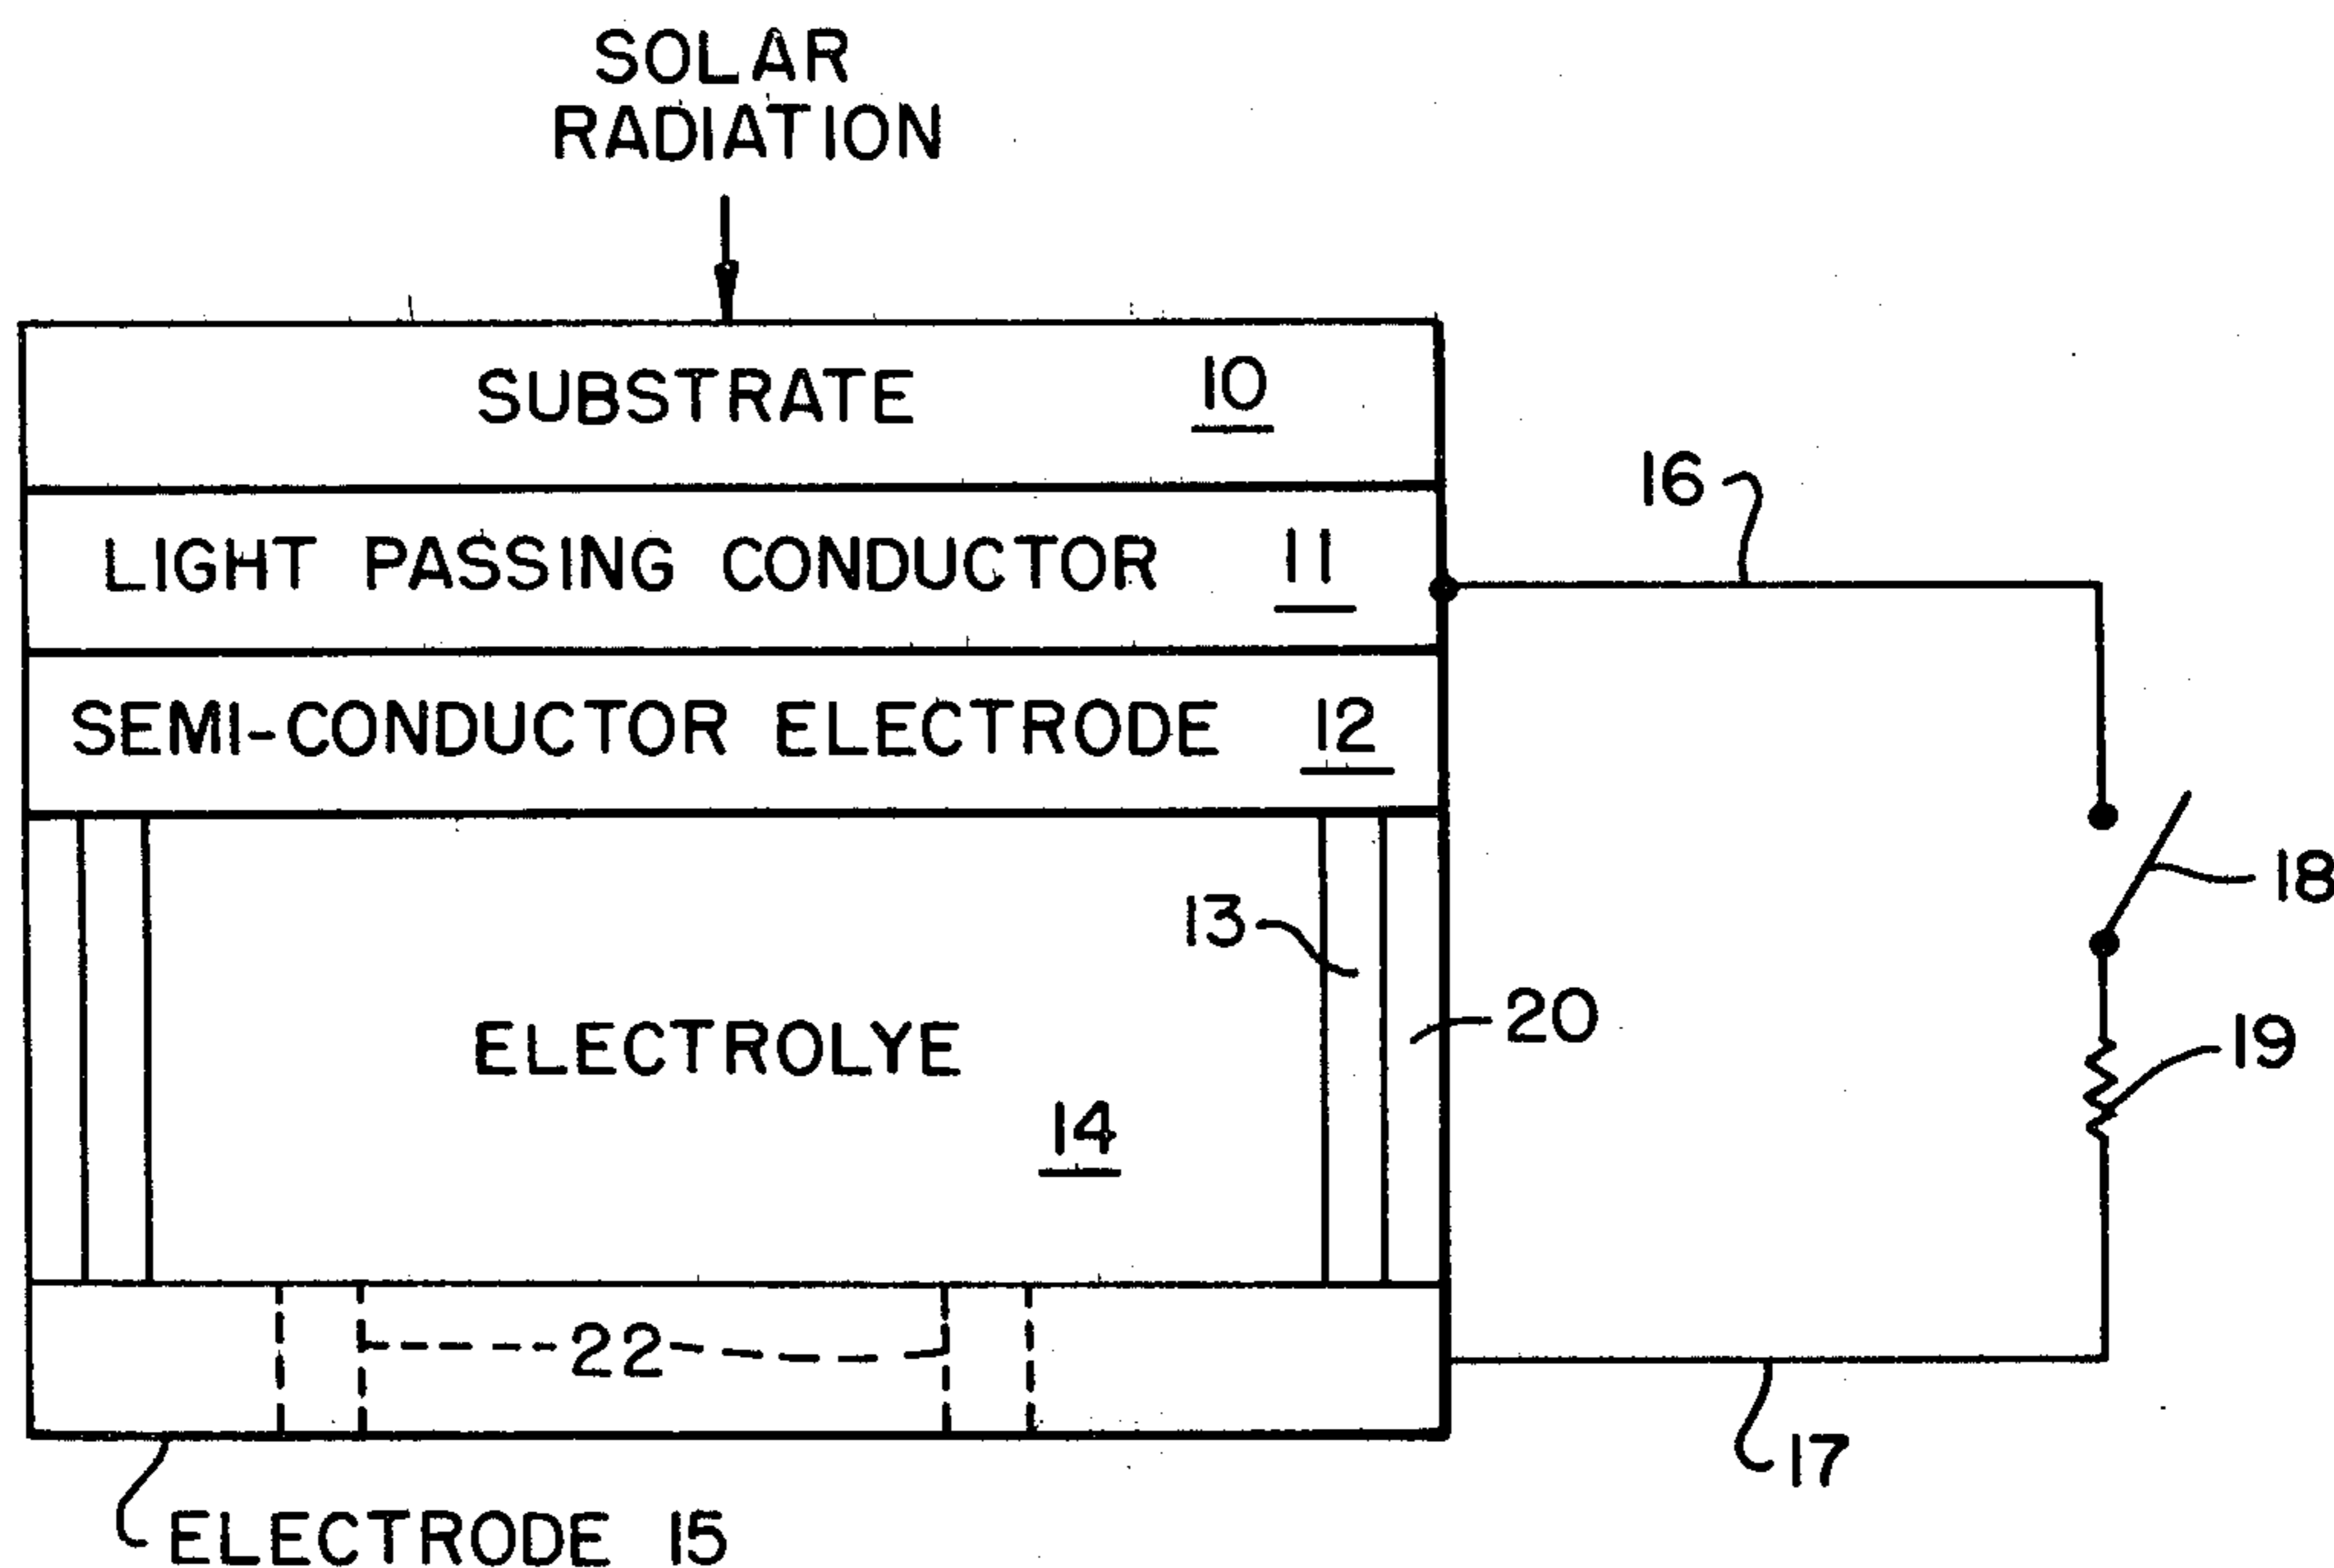 SOLAR
RADIATION
SUBSTRATE 10
16
LIGHT PASSING CONDUCTOR 11
SEMI-CONDUCTOR ELECTRODE 12
18
13
20
19
ELECTROLYE
14
22
17
ELECTRODE 15